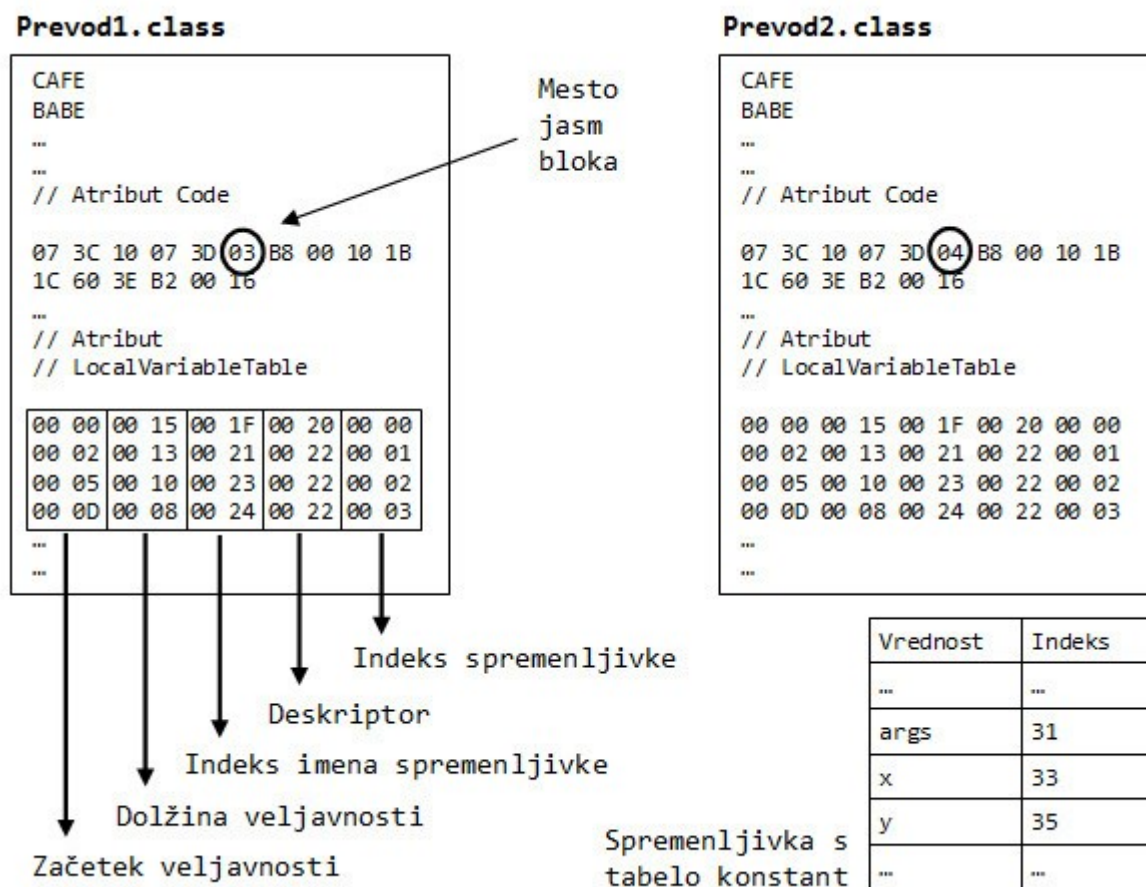 Prevod1.class
CAFE
BABE
…
…
// Atribut Code
07 3C 10 07 3D 03 B8 00 10 1B
1C 60 3E B2 00 16
…
// Atribut
// LocalVariableTable
00 00 00 15 00 1F 00 20 00 00
00 02 00 13 00 21 00 22 00 01
00 05 00 10 00 23 00 22 00 02
00 0D 00 08 00 24 00 22 00 03
…
…
Mesto
jasm
bloka
Prevod2.class
CAFE
BABE
…
…
// Atribut Code
07 3C 10 07 3D 04 B8 00 10 1B
1C 60 3E B2 00 16
…
// Atribut
// LocalVariableTable
00 00 00 15 00 1F 00 20 00 00
00 02 00 13 00 21 00 22 00 01
00 05 00 10 00 23 00 22 00 02
00 0D 00 08 00 24 00 22 00 03
…
…
Indeks spremenljivke
Deskriptor
Indeks imena spremenljivke
Dolžina veljavnosti
Začetek veljavnosti
Spremenljivka s
tabelo konstant
Vrednost Indeks
… …
args 31
x 33
y 35
… …